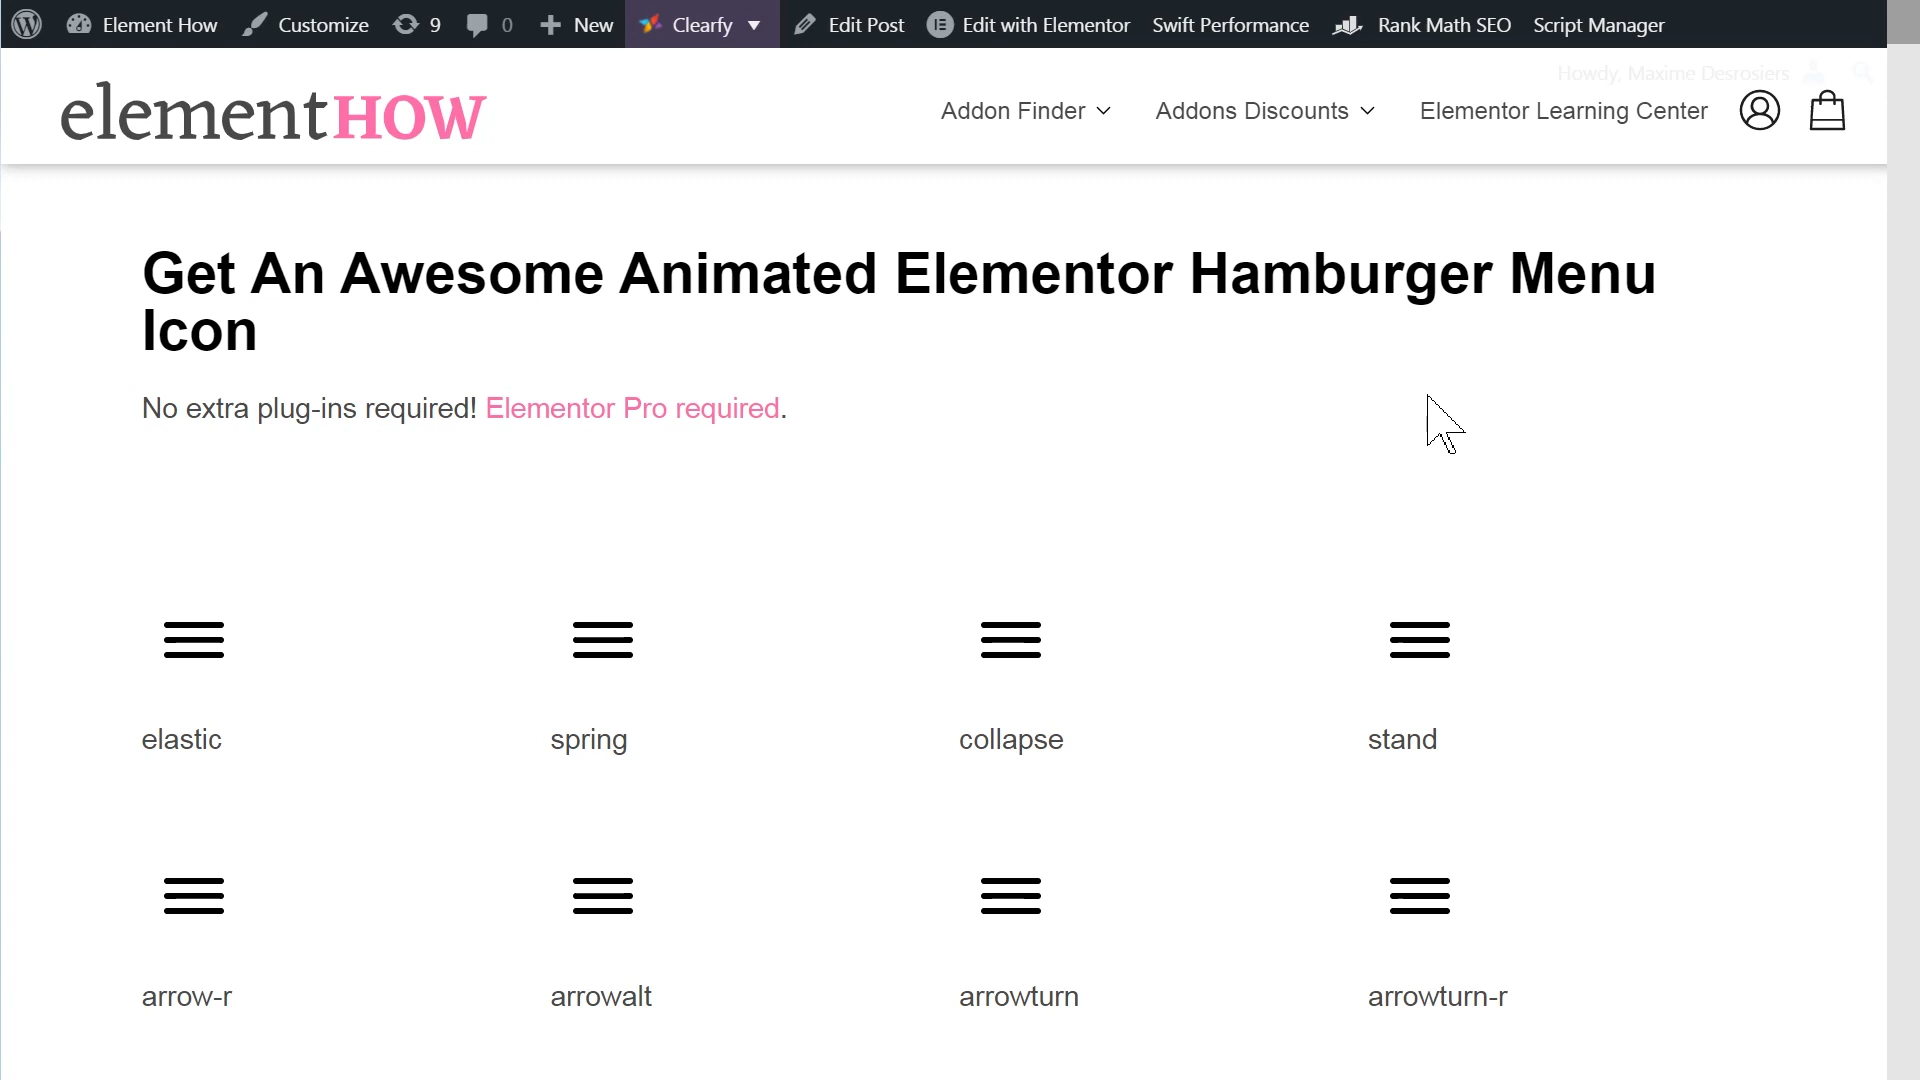 Element How Customize 9 0 New Clearfy Edit Post Edit with Elementor Swift Performance Rank Math SEO Script Manager
Howdy, Maxime Desrosiers
elementHOW Addon Finder Addons Discounts Elementor Learning Center
Get An Awesome Animated Elementor Hamburger Menu
Icon
No extra plug-ins required! Elementor Pro required.
elastic spring collapse stand
arrow-r arrowalt arrowturn arrowturn-r